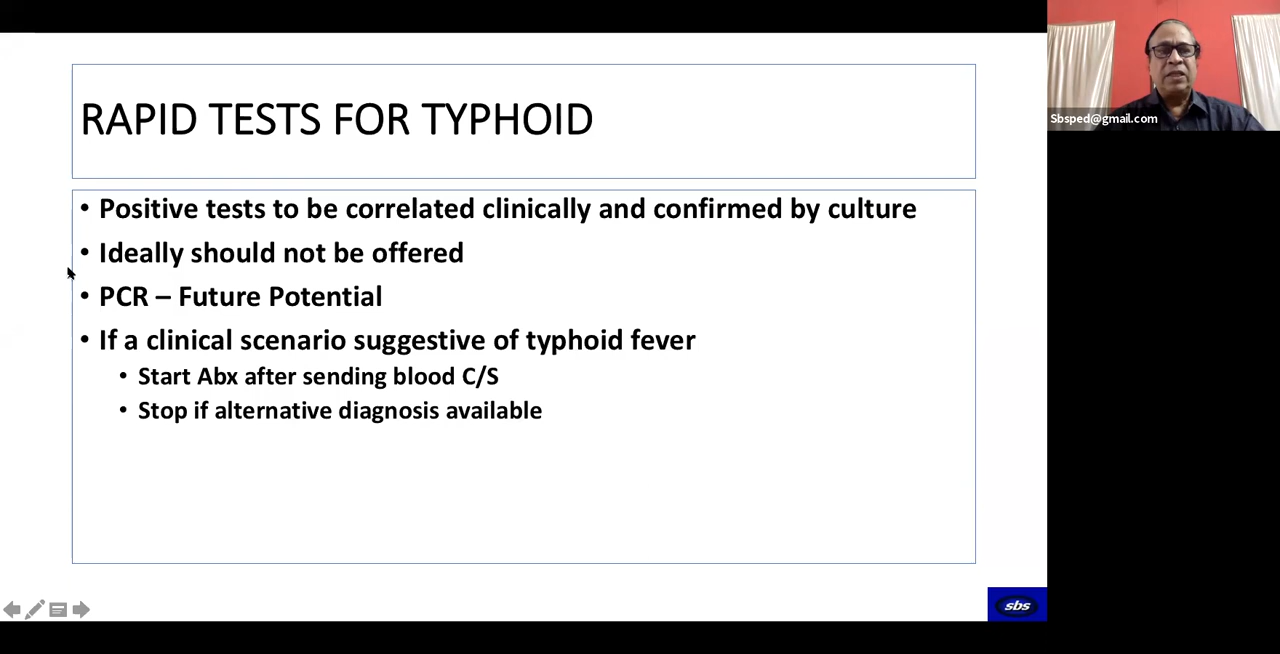 RAPID TESTS FOR TYPHOID
• Positive tests to be correlated clinically and confirmed by culture
• Ideally should not be offered
• PCR – Future Potential
• If a clinical scenario suggestive of typhoid fever
• Start Abx after sending blood C/S
• Stop if alternative diagnosis available
Sbsped@gmail.com
sbs